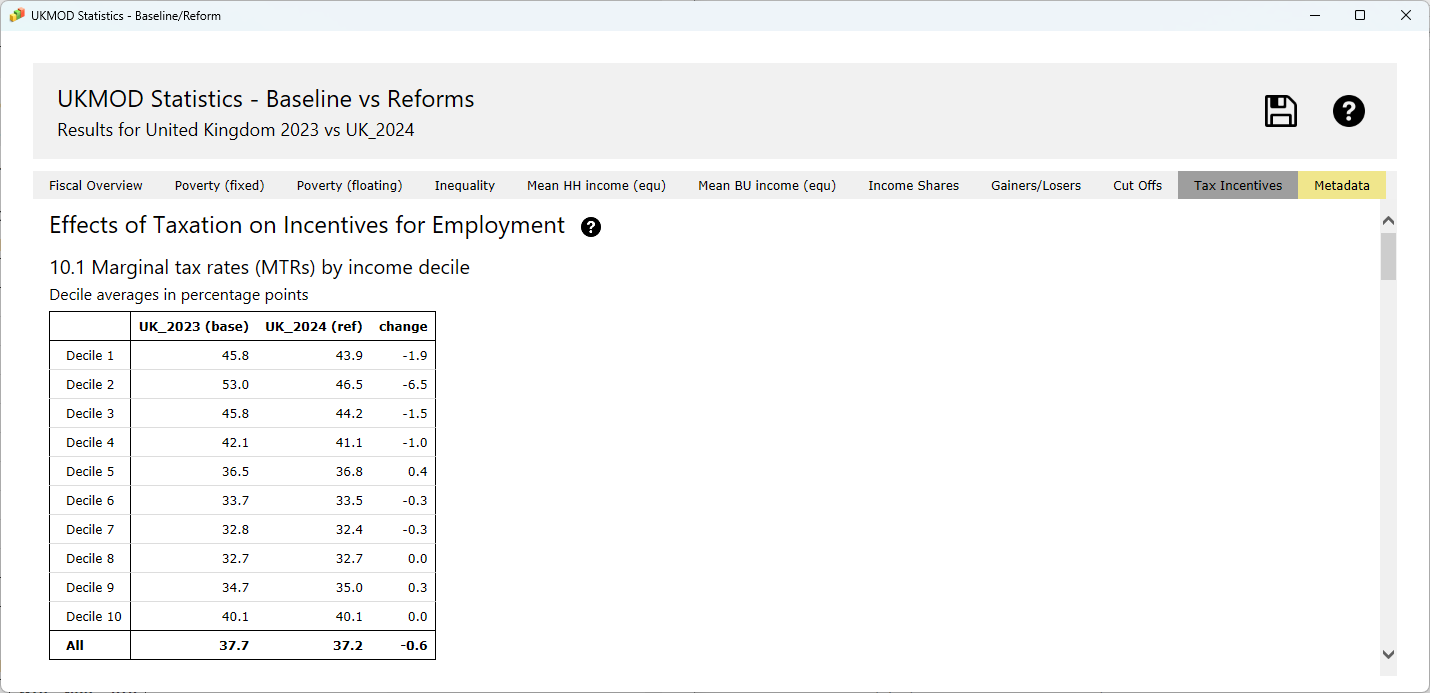 UKMOD Statistics - Baseline/Reform
UKMOD Statistics - Baseline vs Reforms
Results for United Kingdom 2023 vs UK_2024
?
Fiscal Overview Poverty (fixed) Poverty (floating) Inequality Mean HH income (equ) Mean BU income (equ) Income Shares Gainers/Losers Cut Offs Tax Incentives Metadata
Effects of Taxation on Incentives for Employment ?
10.1 Marginal tax rates (MTRs) by income decile
Decile averages in percentage points
UK_2023 (base) UK_2024 (ref) change
Decile 1 45.8 43.9 -1.9
Decile 2 53.0 46.5 -6.5
Decile 3 45.8 44.2 -1.5
Decile 4 42.1 41.1 -1.0
Decile 5 36.5 36.8 0.4
Decile 6 33.7 33.5 -0.3
Decile 7 32.8 32.4 -0.3
Decile 8 32.7 32.7 0.0
Decile 9 34.7 35.0 0.3
Decile 10 40.1 40.1 0.0
All 37.7 37.2 -0.6